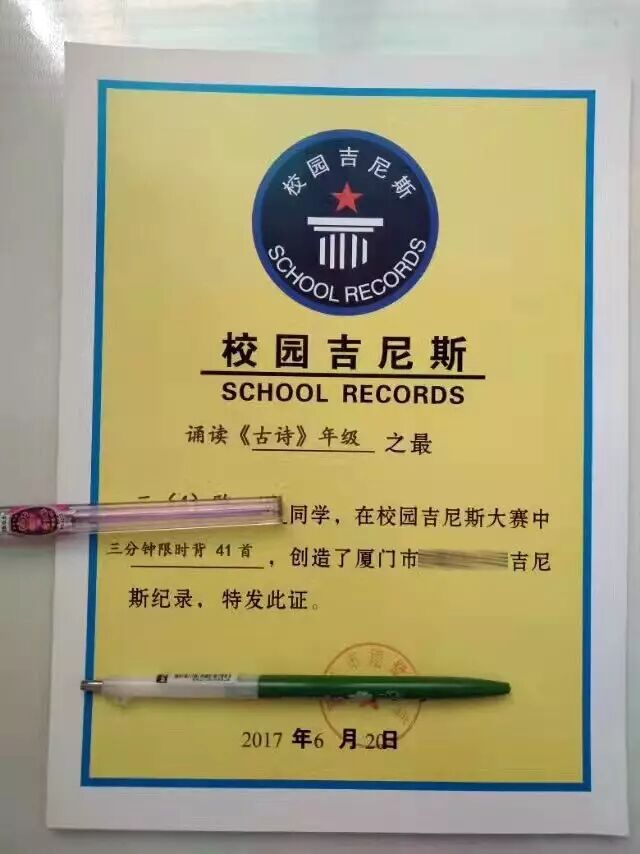 校园吉尼斯
SCHOOL RECORDS
校园吉尼斯
SCHOOL RECORDS
诵读《古诗》年级 之最
同学，在校园吉尼斯大赛中
三分钟限时背 41 首，创造了厦门市 吉尼
斯纪录，特发此证。
2017 年6 月 20日